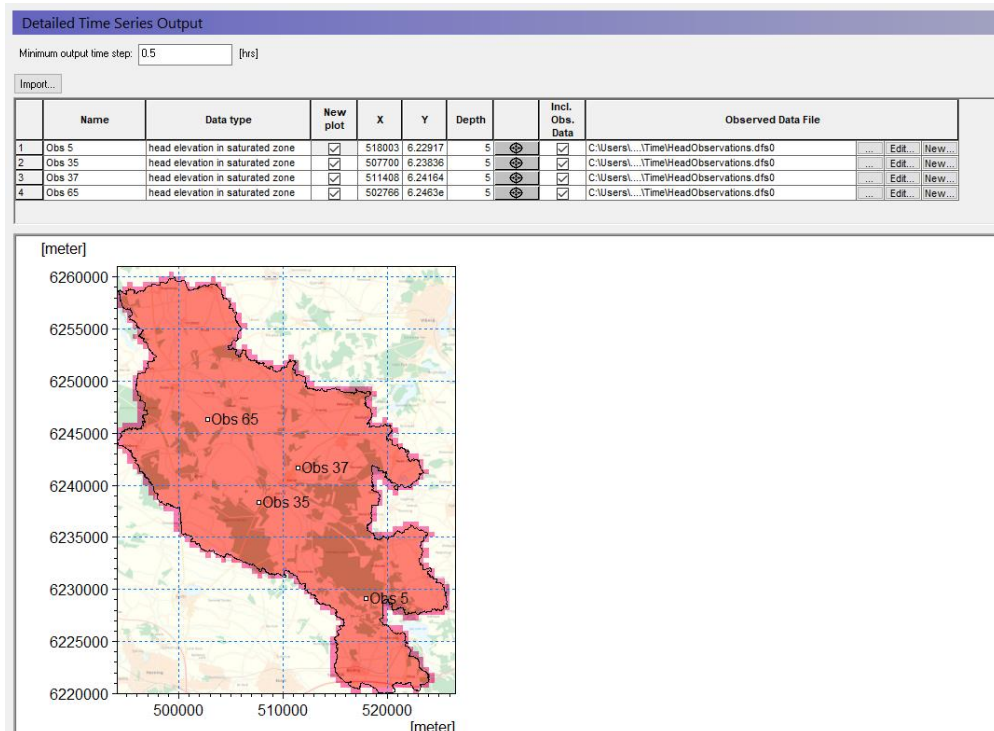 Detailed Time Series Output
Minimum output time step: 0.5 [hrs]
Import...
Name Data type New plot X Y Depth Incl. Obs. Data Observed Data File
1 Obs 5 head elevation in saturated zone 518003 6.22917 5 C:\Users\....\Time\HeadObservations.dfs0 ... Edit... New...
2 Obs 35 head elevation in saturated zone 507700 6.23836 5 C:\Users\....\Time\HeadObservations.dfs0 ... Edit... New...
3 Obs 37 head elevation in saturated zone 511408 6.24164 5 C:\Users\....\Time\HeadObservations.dfs0 ... Edit... New...
4 Obs 65 head elevation in saturated zone 502766 6.2463e 5 C:\Users\....\Time\HeadObservations.dfs0 ... Edit... New...
[meter]
6260000
6255000
6250000
6245000
Obs 65
6240000
Obs 37
Obs 35
6235000
6230000
Obs 5
6225000
6220000
500000 510000 520000
[meter]